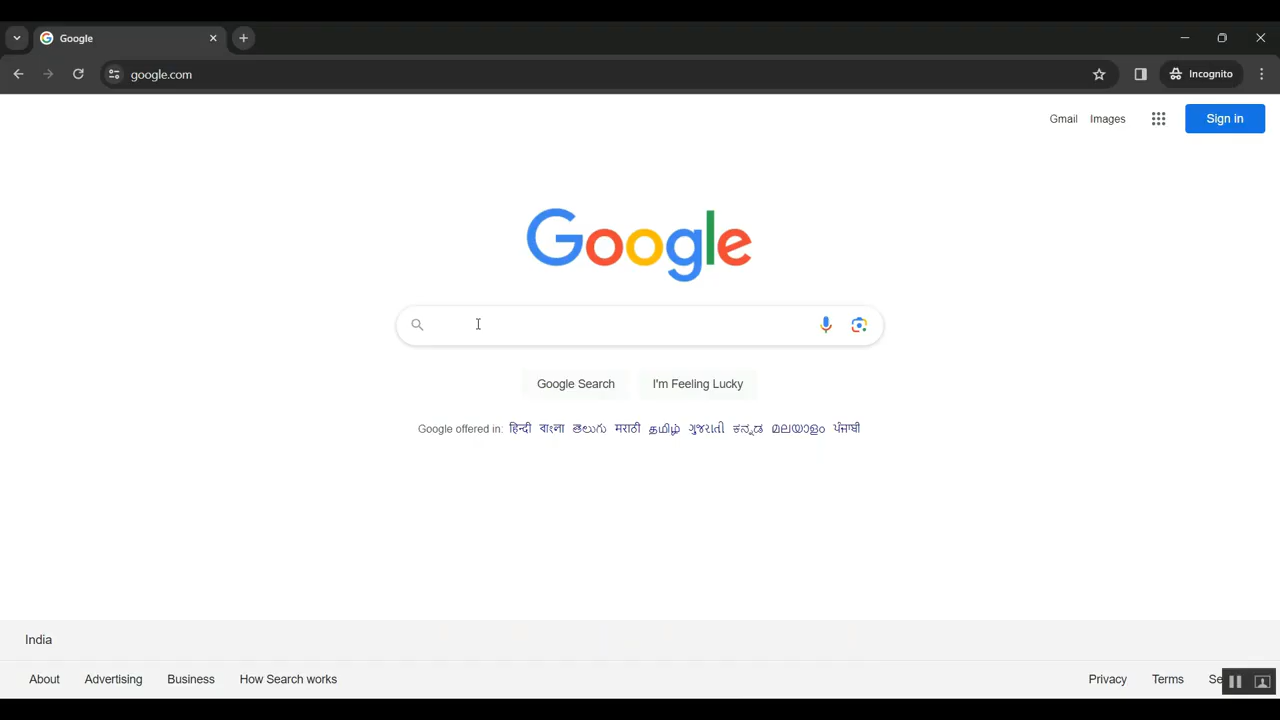 Google
google.com
Incognito
Gmail Images Sign in
Google
Google Search I'm Feeling Lucky
Google offered in: हिन्दी বাংলা తెలుగు मराठी தமிழ் ગુજરાતી ಕನ್ನಡ മലയാളം ਪੰਜਾਬੀ
India
About Advertising Business How Search works Privacy Terms